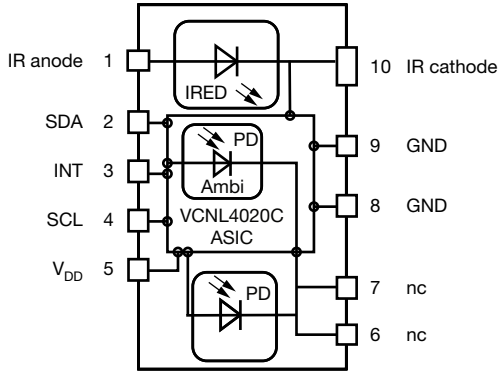 IR anode 1
10 IR cathode
IRED
SDA 2
PD
9 GND
INT 3
Ambi
SCL 4
VCNL4020C
8 GND
ASIC
VDD 5
7 nc
PD
6 nc